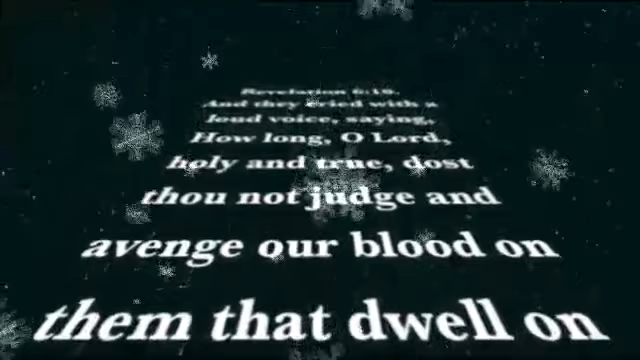 Revelation 6:10.
And they cried with a
loud voice, saying,
How long, O Lord,
holy and true, dost
thou not judge and
avenge our blood on
them that dwell on